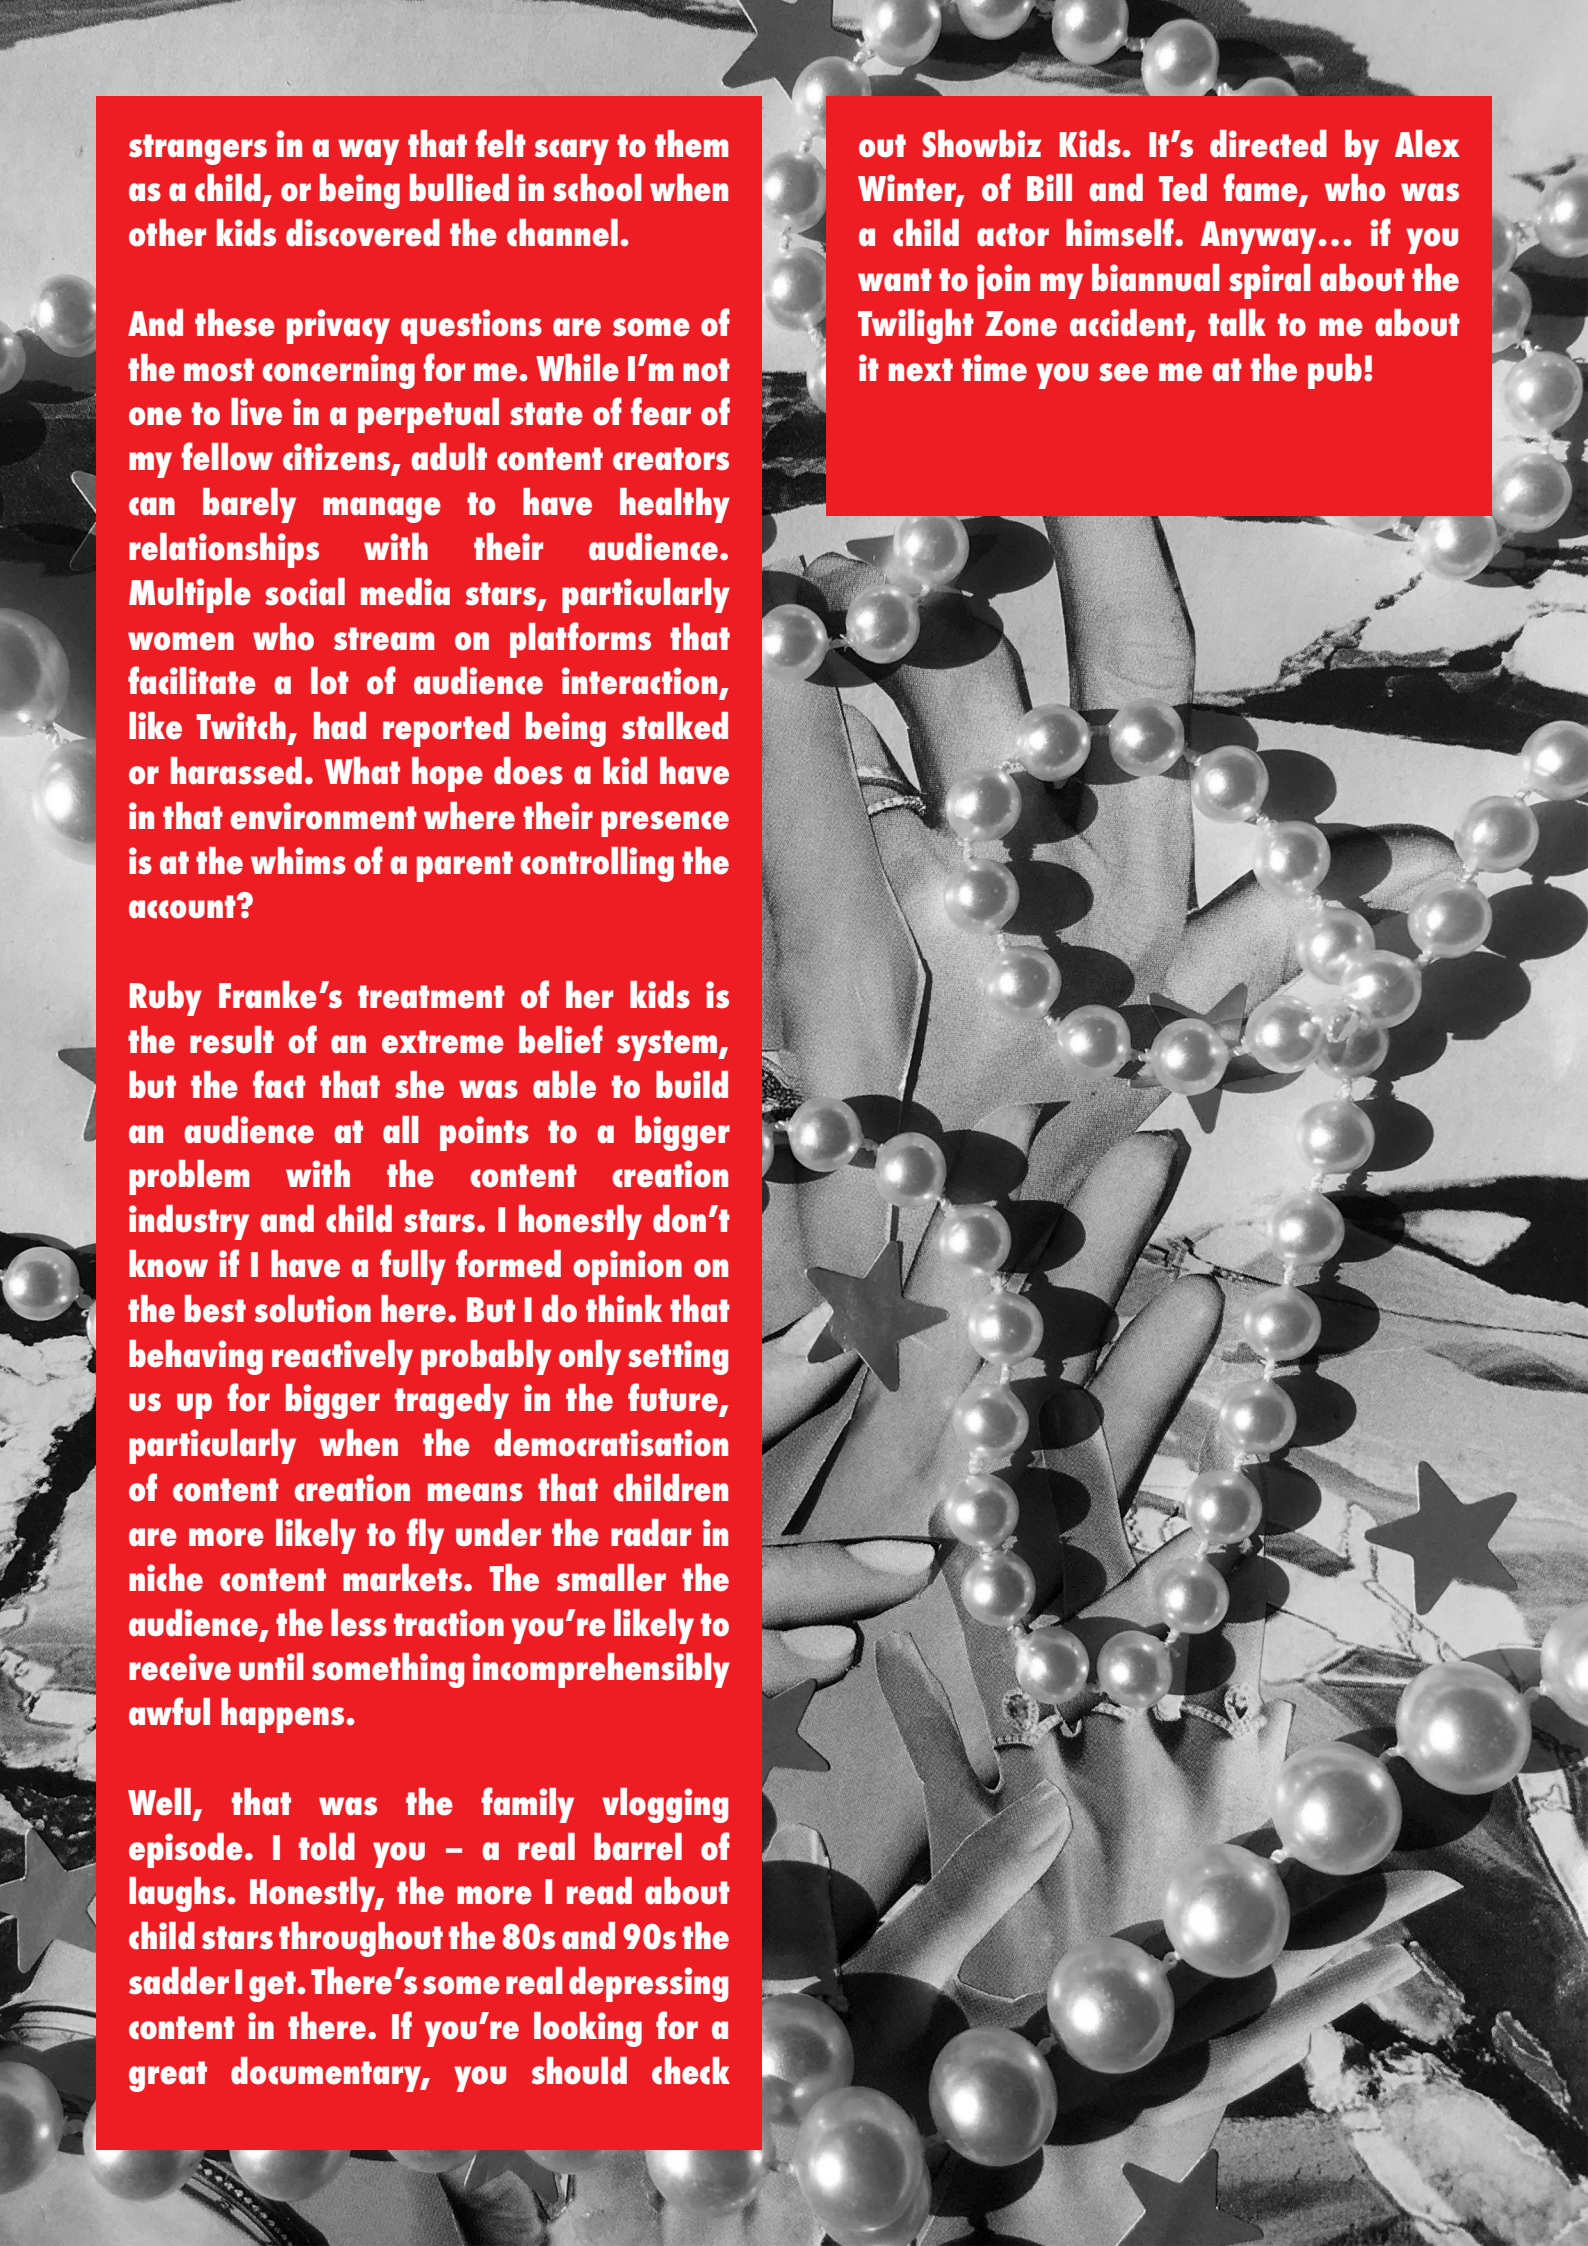 strangers in a way that felt scary to them
as a child, or being bullied in school when
other kids discovered the channel.
And these privacy questions are some of
the most concerning for me. While I’m not
one to live in a perpetual state of fear of
my fellow citizens, adult content creators
can barely manage to have healthy
relationships with their audience.
Multiple social media stars, particularly
women who stream on platforms that
facilitate a lot of audience interaction,
like Twitch, had reported being stalked
or harassed. What hope does a kid have
in that environment where their presence
is at the whims of a parent controlling the
account?
Ruby Franke’s treatment of her kids is
the result of an extreme belief system,
but the fact that she was able to build
an audience at all points to a bigger
problem with the content creation
industry and child stars. I honestly don’t
know if I have a fully formed opinion on
the best solution here. But I do think that
behaving reactively probably only setting
us up for bigger tragedy in the future,
particularly when the democratisation
of content creation means that children
are more likely to fly under the radar in
niche content markets. The smaller the
audience, the less traction you’re likely to
receive until something incomprehensibly
awful happens.
Well, that was the family vlogging
episode. I told you – a real barrel of
laughs. Honestly, the more I read about
child stars throughout the 80s and 90s the
sadder I get. There’s some real depressing
content in there. If you’re looking for a
great documentary, you should check
out Showbiz Kids. It’s directed by Alex
Winter, of Bill and Ted fame, who was
a child actor himself. Anyway... if you
want to join my biannual spiral about the
Twilight Zone accident, talk to me about
it next time you see me at the pub!